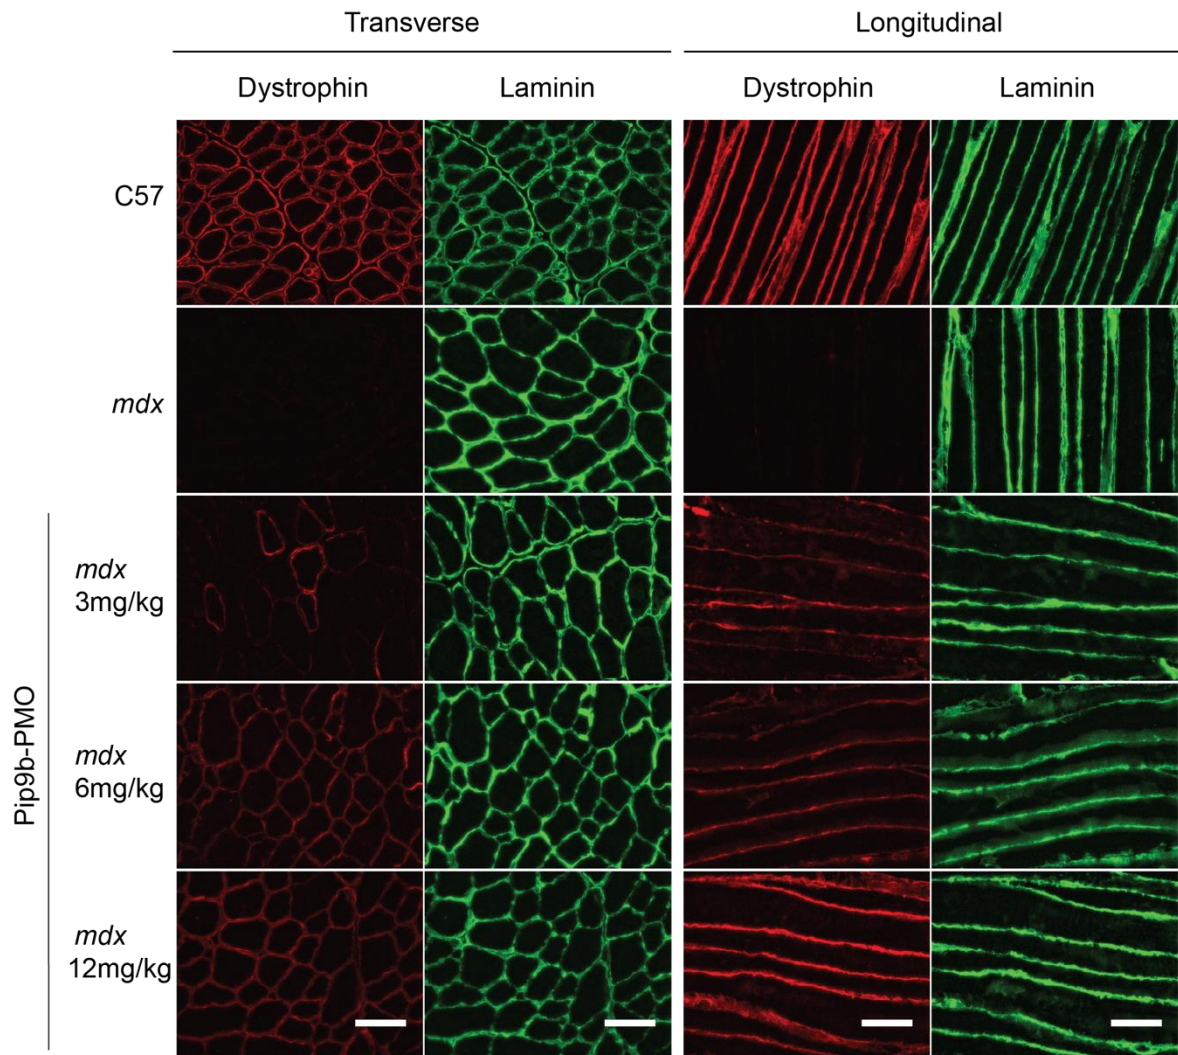 Transverse
Longitudinal
Dystrophin
Laminin
Dystrophin
Laminin
C57
mdx
Pip9b-PMO
mdx
3mg/kg
mdx
6mg/kg
mdx
12mg/kg